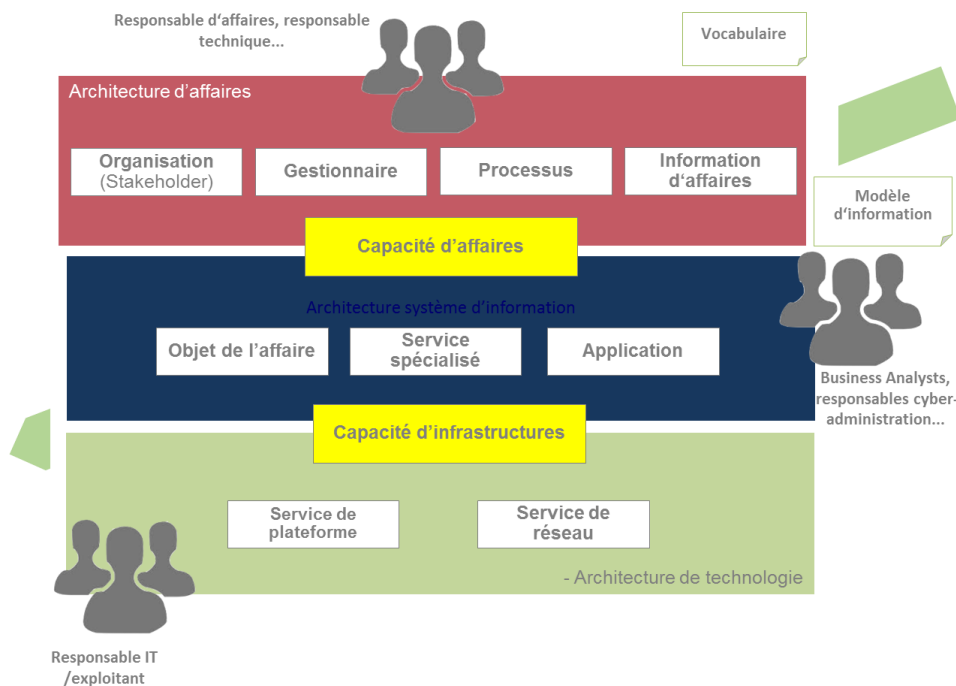 Responsable d'affaires, responsable
technique...
Vocabulaire
Architecture d'affaires
Organisation
(Stakeholder)
Gestionnaire
Processus
Information
d'affaires
Modèle
d'information
Capacité d'affaires
Architecture système d'information
Objet de l'affaire
Service
spécialisé
Application
Business Analysts,
responsables cyber-
administration...
Capacité d'infrastructures
Service de
plateforme
Service de
réseau
- Architecture de technologie
Responsable IT
/exploitant